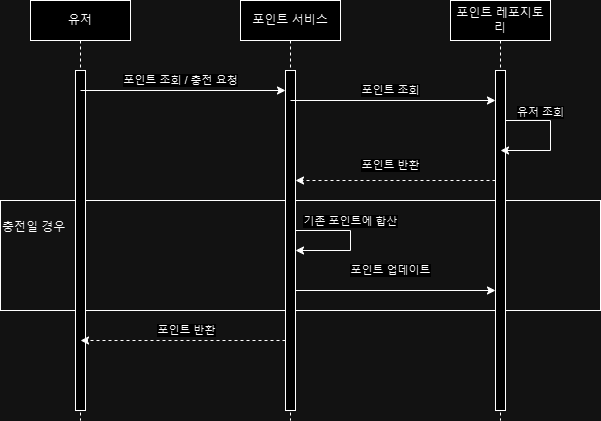 유저
포인트 서비스
포인트 레포지토
리
포인트 조회 / 충전 요청
포인트 조회
유저 조회
포인트 반환
충전일 경우
기존 포인트에 합산
포인트 업데이트
포인트 반환